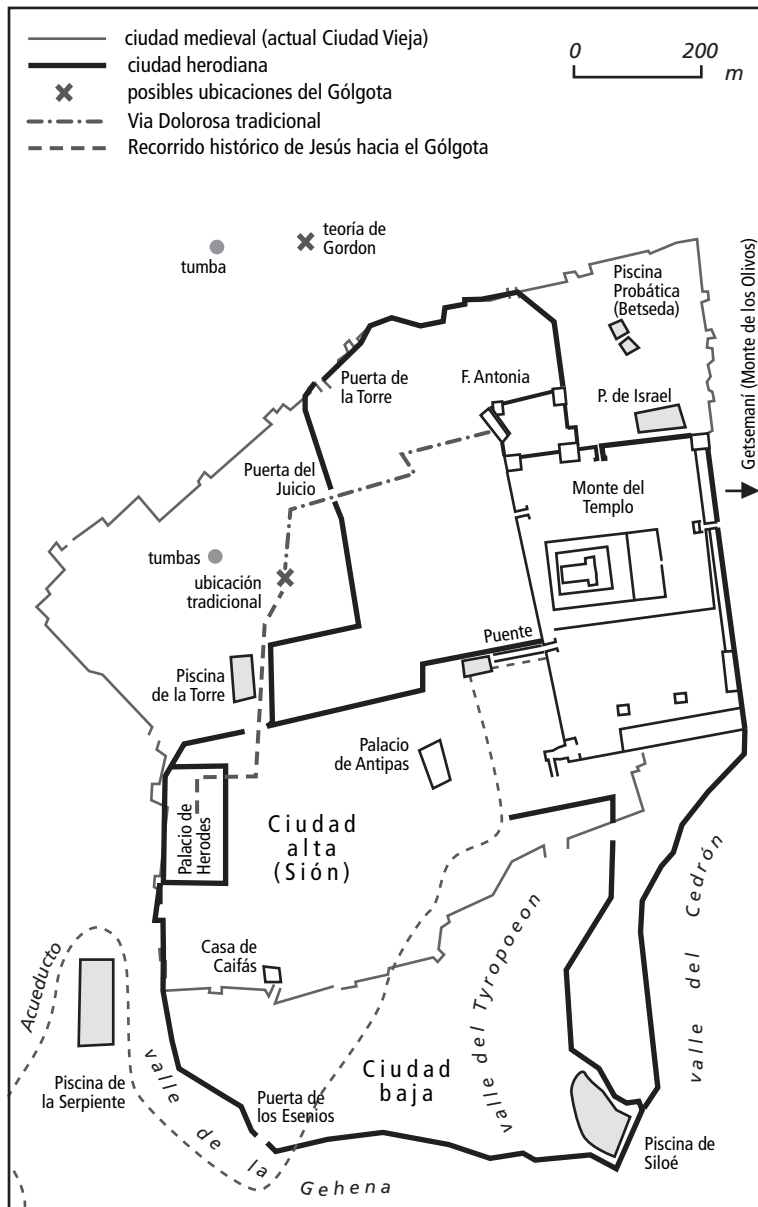 ciudad medieval (actual Ciudad Vieja)
ciudad herodiana
posibles ubicaciones del Gólgota
Via Dolorosa tradicional
Recorrido histórico de Jesús hacia el Gólgota
0 200
m
teoría de
Gordon
tumba
Piscina
Probática
(Betseda)
Getsemaní (Monte de los Olivos)
Puerta de
la Torre
F. Antonia
P. de Israel
Puerta del
Juicio
Monte del
Templo
tumbas
ubicación
tradicional
Puente
Piscina
de la Torre
Palacio
de Antipas
Palacio de
Herodes
Ciudad
alta
(Sión)
valle del Cedrón
valle del Tyropoeon
Casa de
Caifás
Acueducto
Piscina de
la Serpiente
valle de la Gehena
Ciudad
baja
Puerta de
los Esenios
Piscina de
Siloé